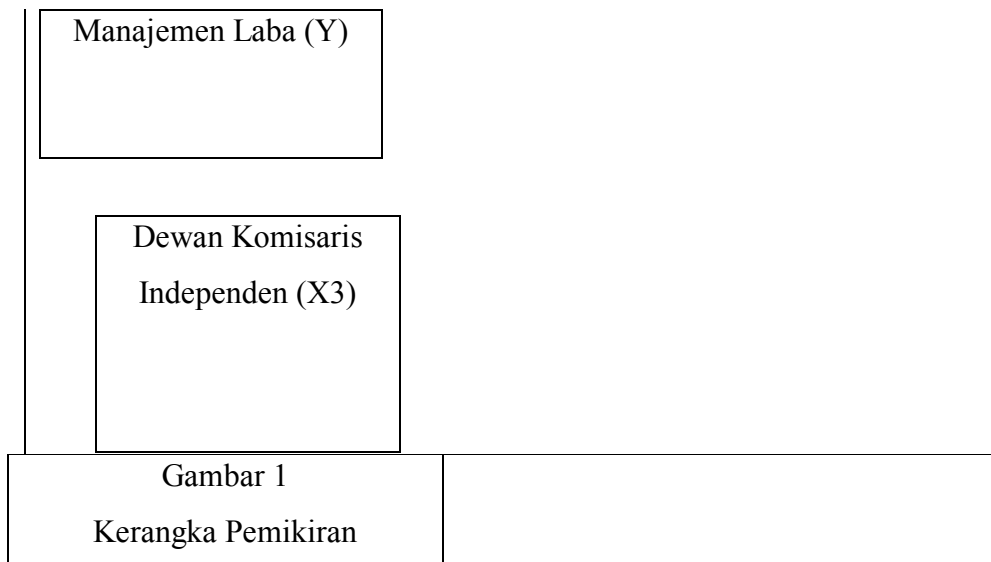 Manajemen Laba (Y)
Dewan Komisaris
Independen (X3)
Gambar 1
Kerangka Pemikiran